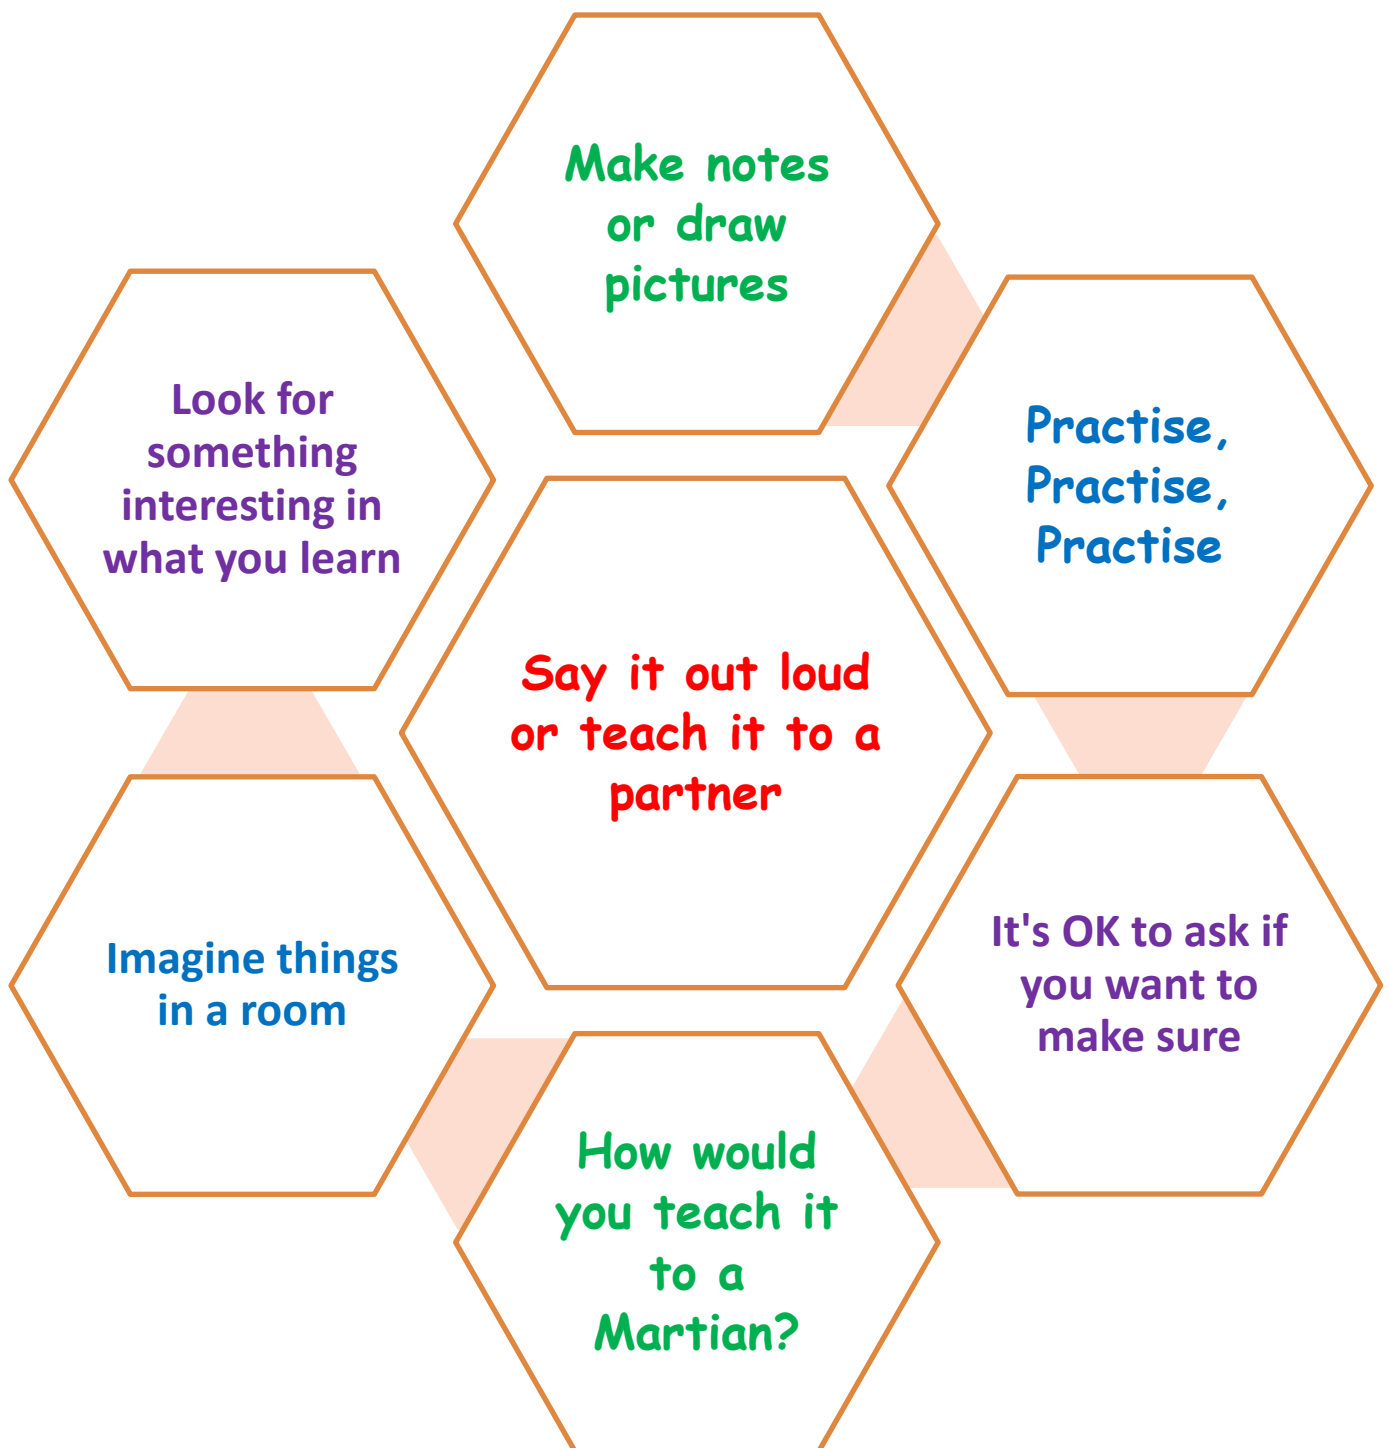 Make notes
or draw
pictures
Look for
something
interesting in
what you learn
Practise,
Practise,
Practise
Say it out loud
or teach it to a
partner
Imagine things
in a room
It's OK to ask if
you want to
make sure
How would
you teach it
to a
Martian?